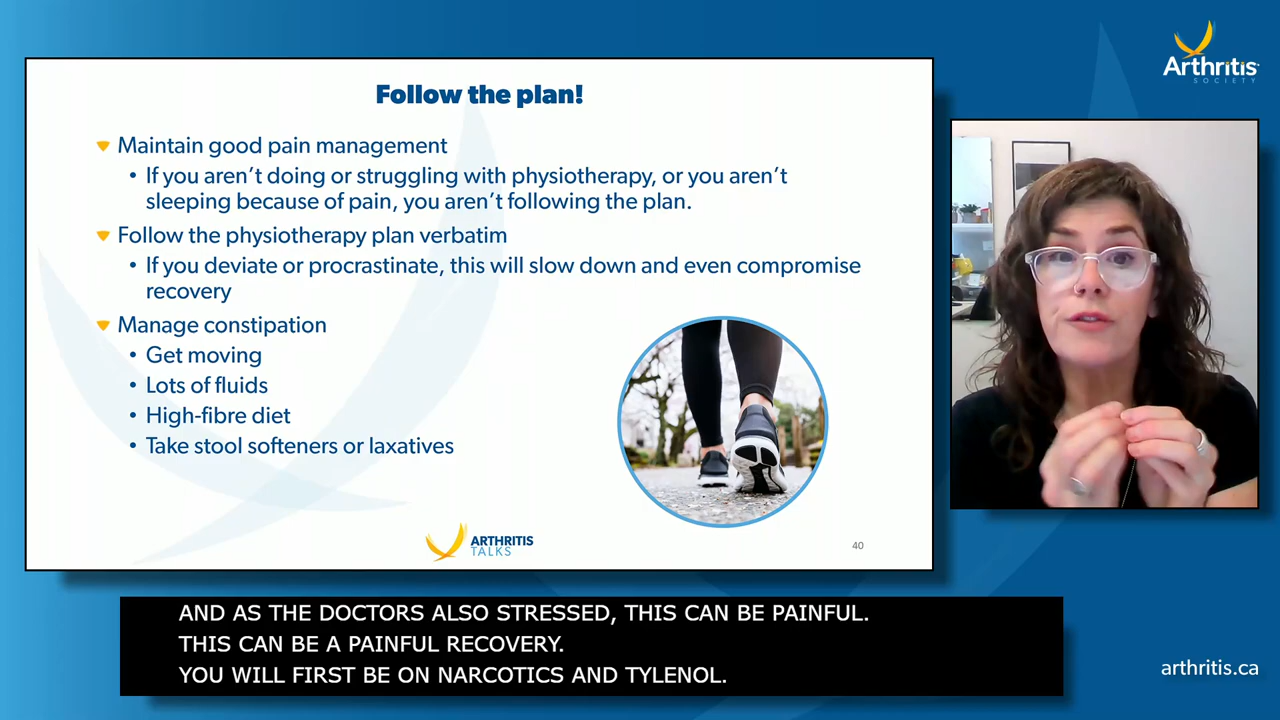 Follow the plan!
Maintain good pain management
• If you aren't doing or struggling with physiotherapy, or you aren't
sleeping because of pain, you aren't following the plan.
Follow the physiotherapy plan verbatim
• If you deviate or procrastinate, this will slow down and even compromise
recovery
Manage constipation
• Get moving
• Lots of fluids
• High-fibre diet
• Take stool softeners or laxatives
ARTHRITIS
TALKS
40
Arthritis
SOCIETY
AND AS THE DOCTORS ALSO STRESSED, THIS CAN BE PAINFUL.
THIS CAN BE A PAINFUL RECOVERY.
YOU WILL FIRST BE ON NARCOTICS AND TYLENOL.
arthritis.ca